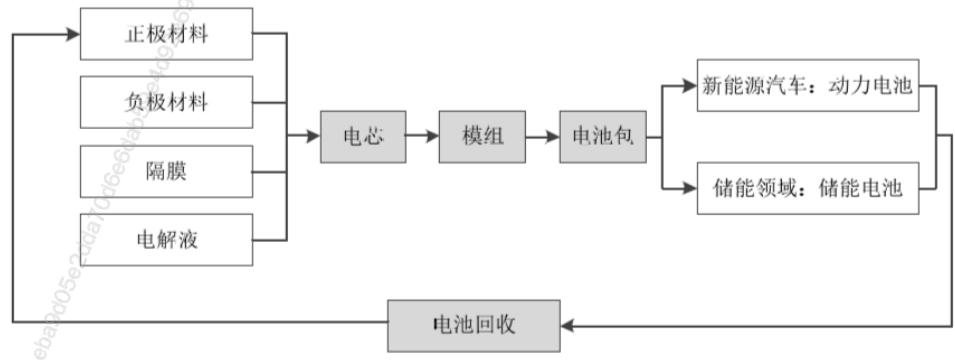 正极材料
负极材料
隔膜
电解液
电芯
模组
电池包
新能源汽车：动力电池
储能领域：储能电池
电池回收